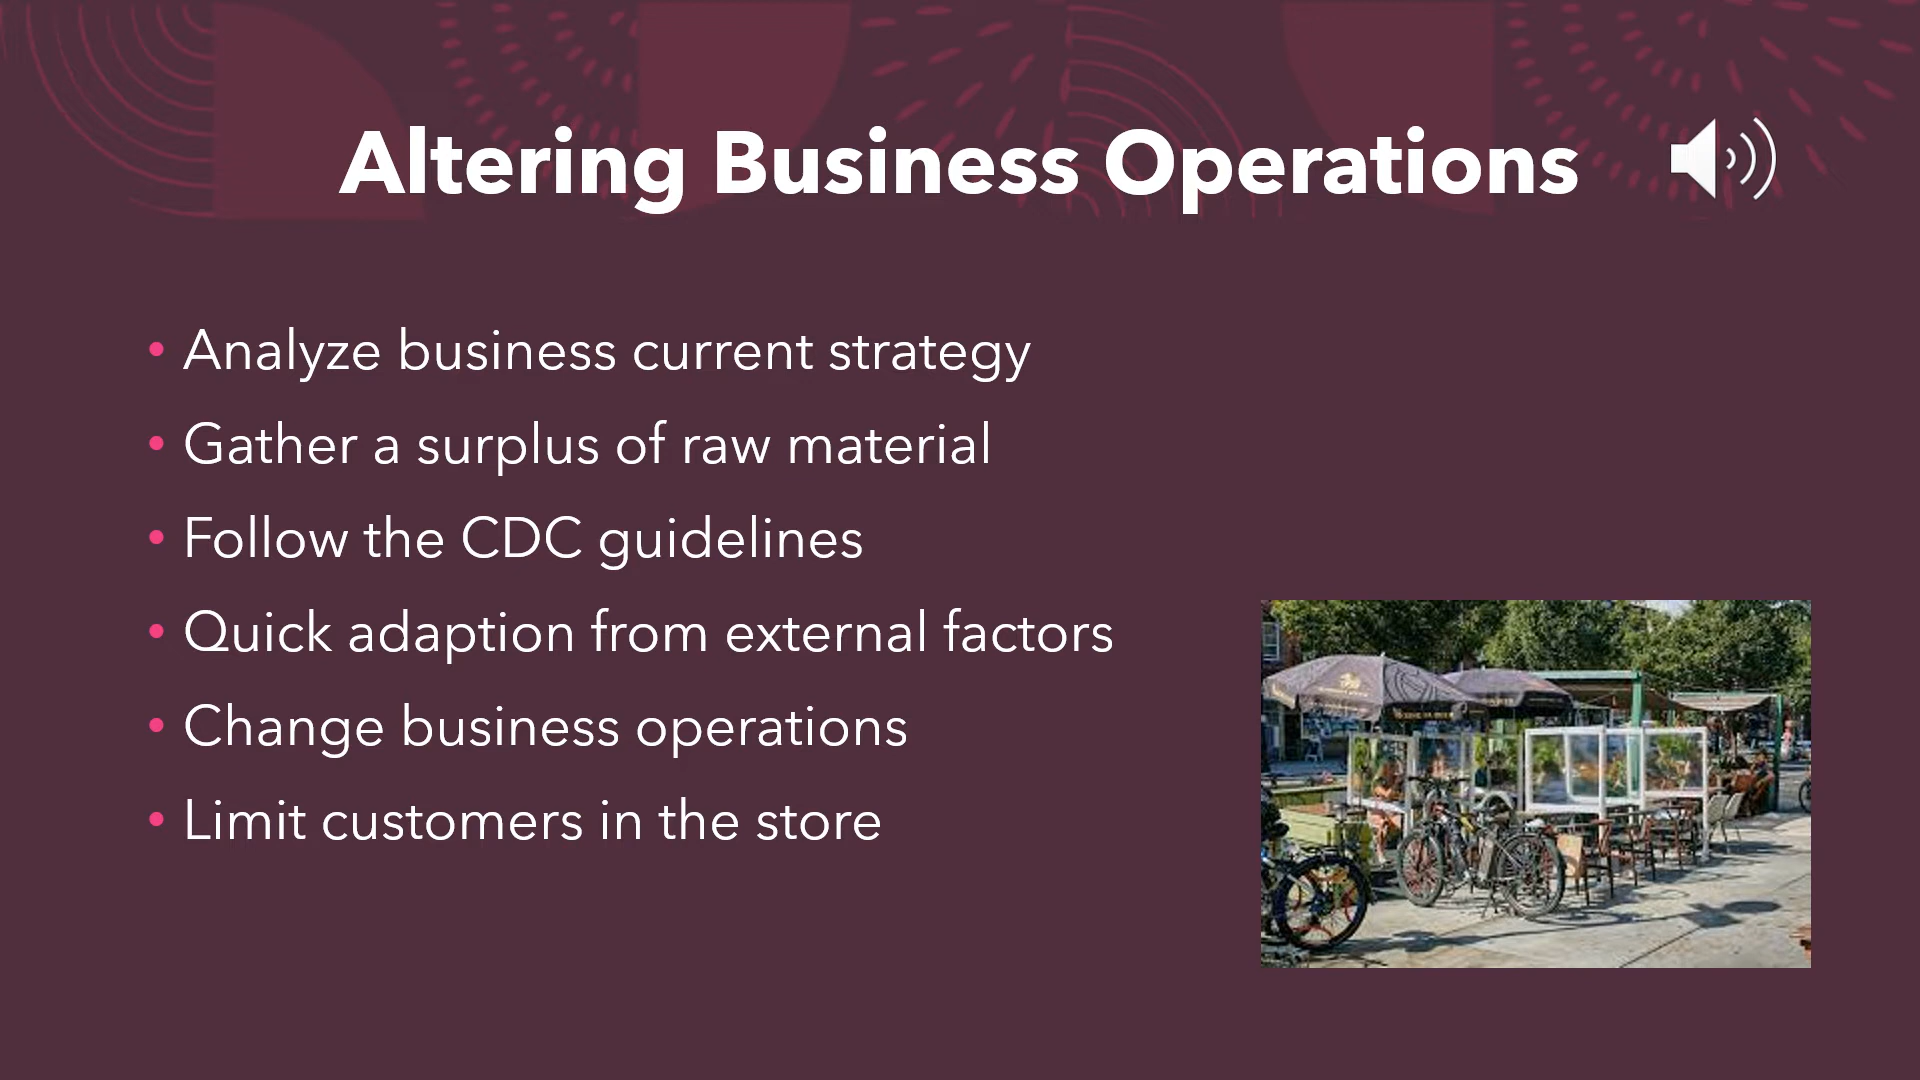 Altering Business Operations
• Analyze business current strategy
• Gather a surplus of raw material
• Follow the CDC guidelines
• Quick adaption from external factors
• Change business operations
• Limit customers in the store